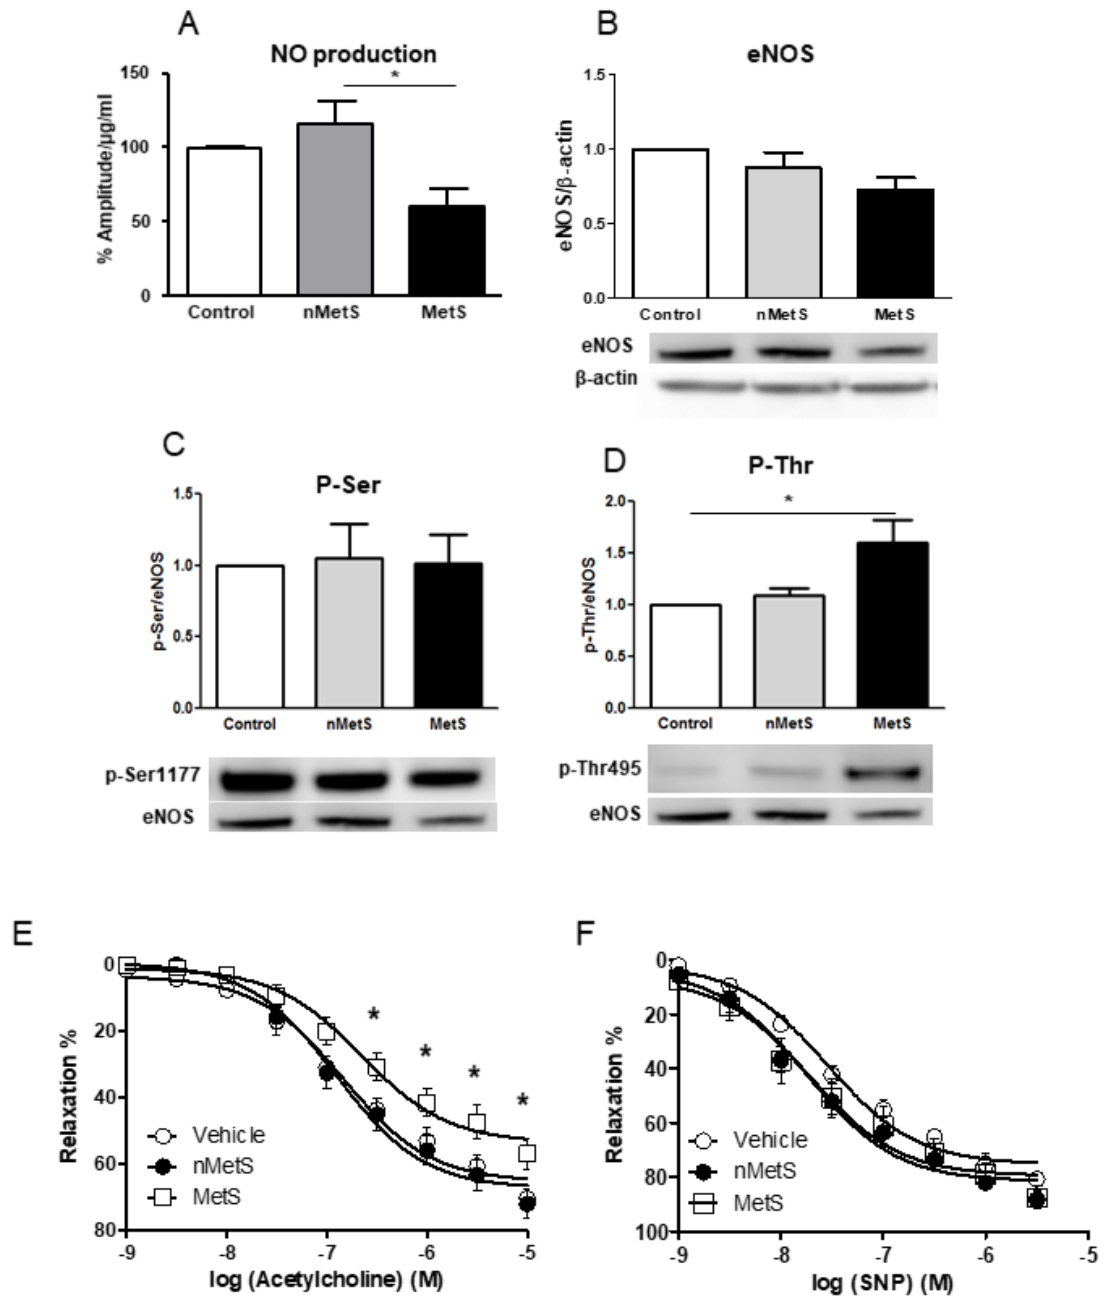 A
NO production
*
% Amplitude/µg/ml
150
100
50
0
Control nMetS MetS
B
eNOS
eNOS/β-actin
1.5
1.0
0.5
0.0
Control nMetS MetS
eNOS
β-actin
C
P-Ser
p-Ser/eNOS
1.5
1.0
0.5
0.0
Control nMetS MetS
p-Ser1177
eNOS
D
P-Thr
*
p-Thr/eNOS
2.0
1.5
1.0
0.5
0.0
Control nMetS MetS
p-Thr495
eNOS
E
Relaxation %
0
20
40
60
80
* * * *
Vehicle
nMetS
MetS
-9 -8 -7 -6 -5
log (Acetylcholine) (M)
F
Relaxation %
0
20
40
60
80
100
Vehicle
nMetS
MetS
-9 -8 -7 -6 -5
log (SNP) (M)